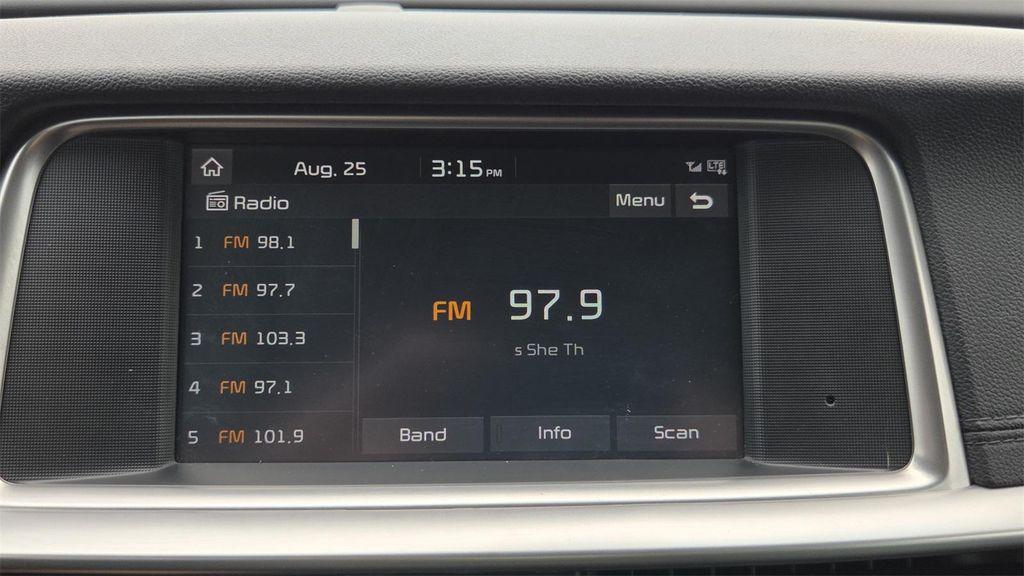 Aug. 25 3:15 PM LTE
Radio Menu
1 FM 98.1
2 FM 97.7
3 FM 103.3
4 FM 97.1
5 FM 101.9
FM 97.9
s She Th
Band Info Scan